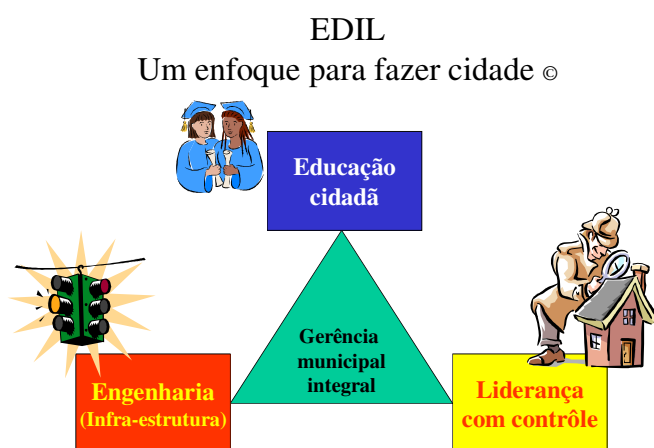 EDIL
Um enfoque para fazer cidade ©
Educação
cidadã
Gerência
municipal
integral
Engenharia
(Infra-estrutura)
Liderança
com contrôle